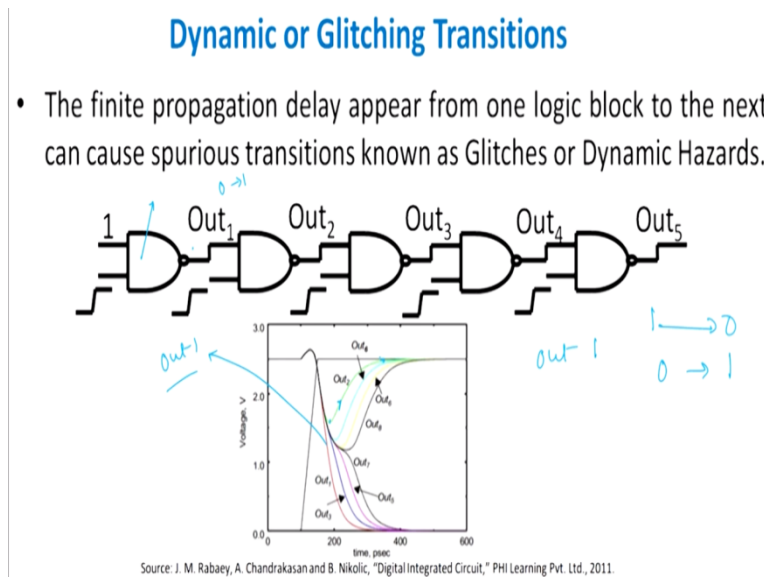 Dynamic or Glitching Transitions
• The finite propagation delay appear from one logic block to the next
can cause spurious transitions known as Glitches or Dynamic Hazards.
0 → 1
1 Out1 Out2 Out3 Out4 Out5
out 1
out 1
1 → 0
0 → 1
3.0
2.0
1.0
0.0
Voltage, V
Out6
Out2
Out6
Out8
Out7
Out1
Out5
Out3
0 200 400 600
time, psec
Source: J. M. Rabaey, A. Chandrakasan and B. Nikolic, "Digital Integrated Circuit," PHI Learning Pvt. Ltd., 2011.